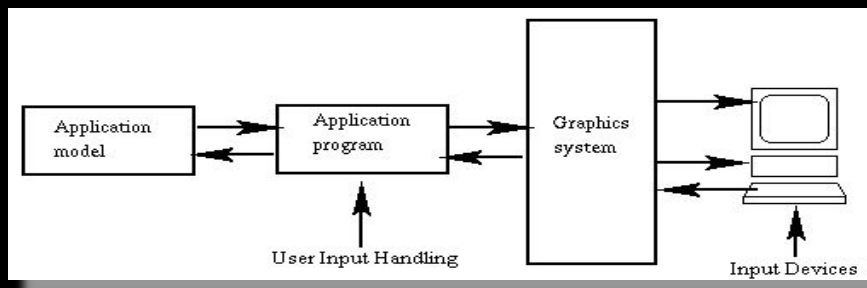 Application
model
Application
program
Graphics
system
User Input Handling
Input Devices